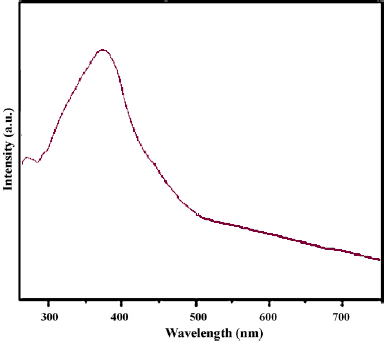 Intensity (a.u.)
300 400 500 600 700
Wavelength (nm)